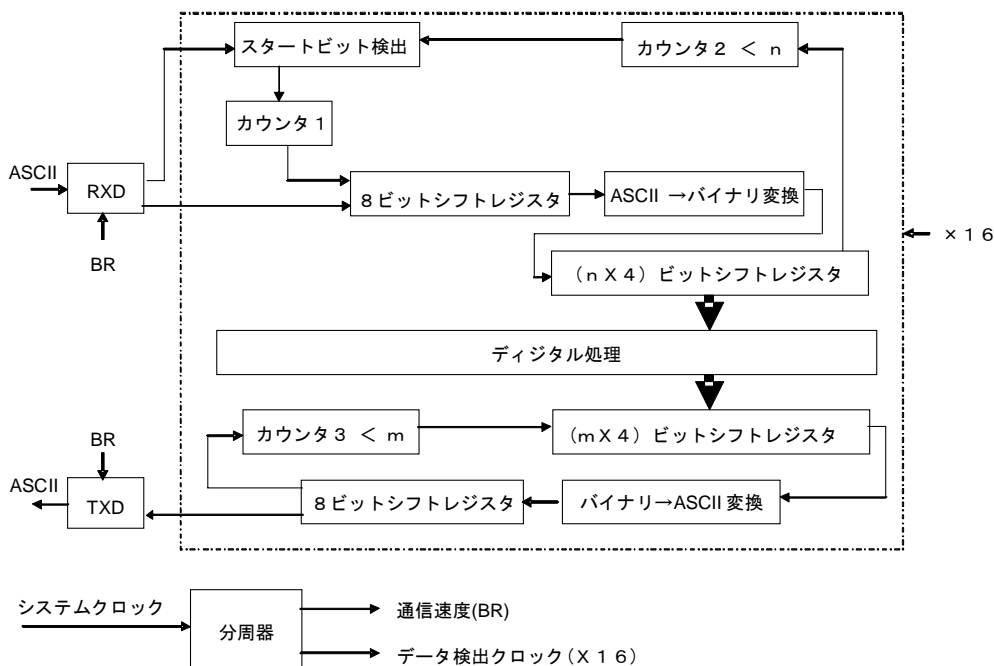 スタートビット検出
カウンタ２ ＜ ｎ
カウンタ１
ASCII
RXD
８ビットシフトレジスタ
ASCII →バイナリ変換
×１６
BR
（ｎＸ４）ビットシフトレジスタ
ディジタル処理
BR
カウンタ３ ＜ ｍ
（ｍＸ４）ビットシフトレジスタ
ASCII
TXD
８ビットシフトレジスタ
バイナリ→ASCII 変換
システムクロック
分周器
通信速度(BR)
データ検出クロック（Ｘ１６）